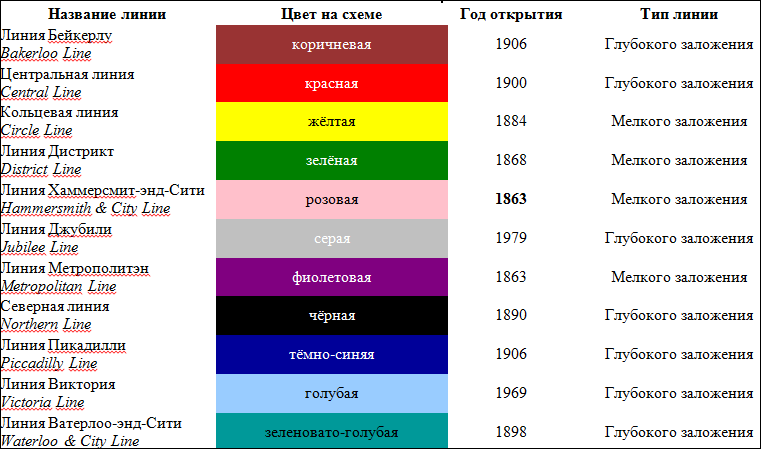 Название линии Цвет на схеме Год открытия Тип линии
Линия Бейкерлу
Bakerloo Line
коричневая 1906 Глубокого заложения
Центральная линия
Central Line
красная 1900 Глубокого заложения
Кольцевая линия
Circle Line
жёлтая 1884 Мелкого заложения
Линия Дистрикт
District Line
зелёная 1868 Мелкого заложения
Линия Хаммерсмит-энд-Сити
Hammersmith & City Line
розовая 1863 Мелкого заложения
Линия Джубили
Jubilee Line
серая 1979 Глубокого заложения
Линия Метрополитэн
Metropolitan Line
фиолетовая 1863 Мелкого заложения
Северная линия
Northern Line
чёрная 1890 Глубокого заложения
Линия Пикадилли
Piccadilly Line
тёмно-синяя 1906 Глубокого заложения
Линия Виктория
Victoria Line
голубая 1969 Глубокого заложения
Линия Ватерлоо-энд-Сити
Waterloo & City Line
зеленовато-голубая 1898 Глубокого заложения